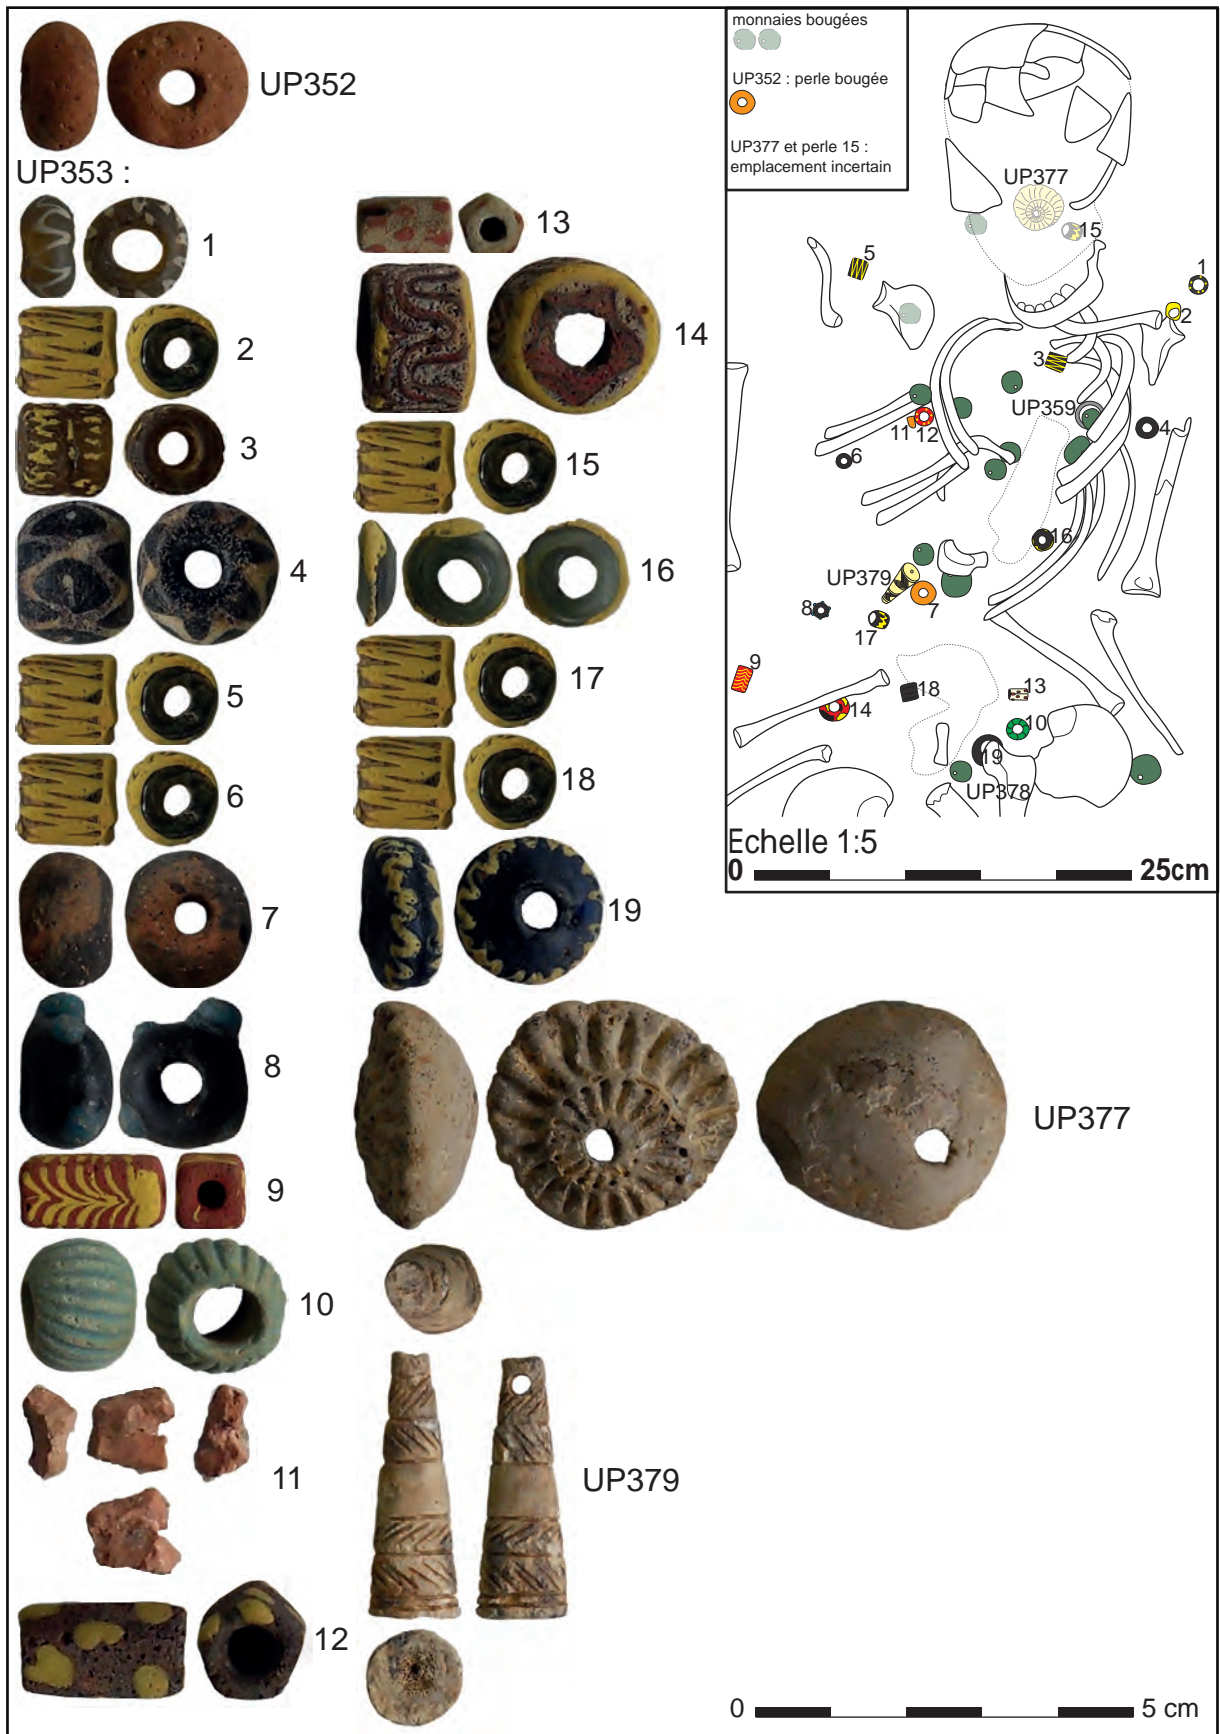 UP352
UP353 :
1
2
3
4
5
6
7
8
9
10
11
12
13
14
15
16
17
18
19
UP377
UP379
monnaies bougées
UP352 : perle bougée
UP377 et perle 15 :
emplacement incertain
UP377
15
5
1
2
3
UP359
11 12
4
6
16
UP379
7
8
17
9
18
13
14
10
19
UP378
Echelle 1:5
0 25cm
0 5 cm